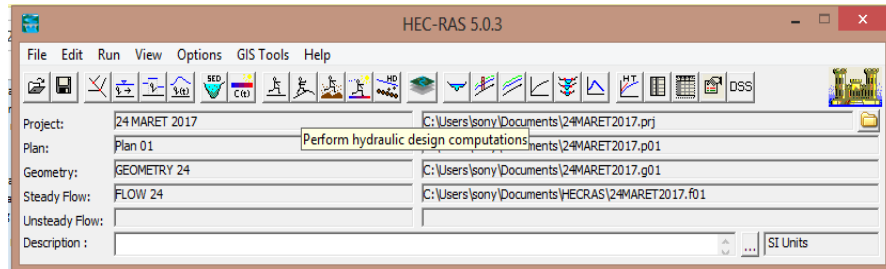 HEC-RAS 5.0.3
File Edit Run View Options GIS Tools Help
SED C(t) S(t) HD HT DSS
Project: 24 MARET 2017 C:\Users\sony\Documents\24MARET2017.prj
Perform hydraulic design computations
Plan: Plan 01 \sony\Documents\24MARET2017.p01
Geometry: GEOMETRY 24 C:\Users\sony\Documents\24MARET2017.g01
Steady Flow: FLOW 24 C:\Users\sony\Documents\HECRAS\24MARET2017.f01
Unsteady Flow:
Description : ... SI Units